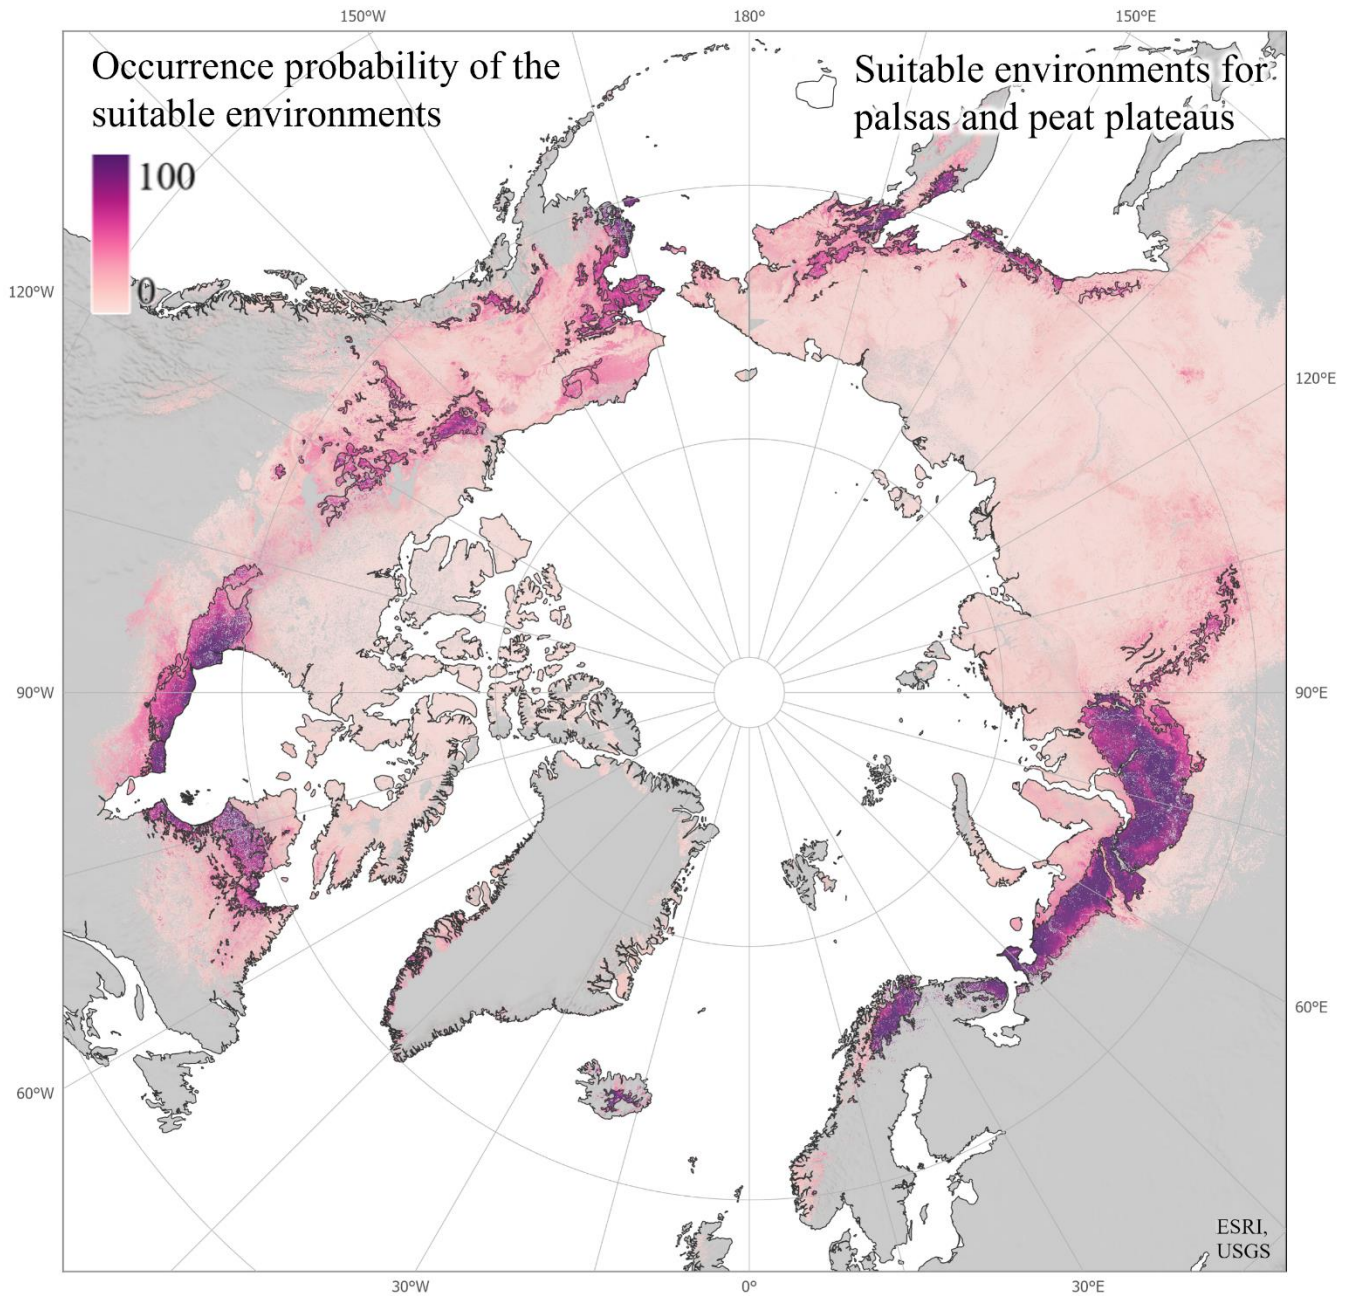 150°W
180°
150°E
Occurrence probability of the
suitable environments
Suitable environments for
palsas and peat plateaus
100
0
120°W
120°E
90°W
90°E
60°E
60°W
ESRI,
USGS
30°W
0°
30°E